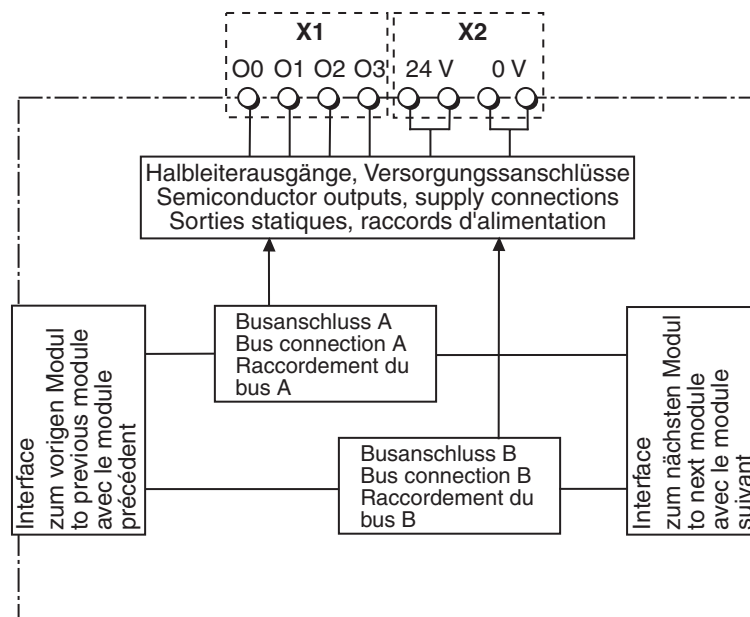 X1 X2
O0 O1 O2 O3 24 V 0 V
Halbleiterausgänge, Versorgungssanschlüsse
Semiconductor outputs, supply connections
Sorties statiques, raccords d'alimentation
Interface
zum vorigen Modul
to previous module
avec le module
précédent
Busanschluss A
Bus connection A
Raccordement du
bus A
Busanschluss B
Bus connection B
Raccordement du
bus B
Interface
zum nächsten Modul
to next module
avec le module
suivant